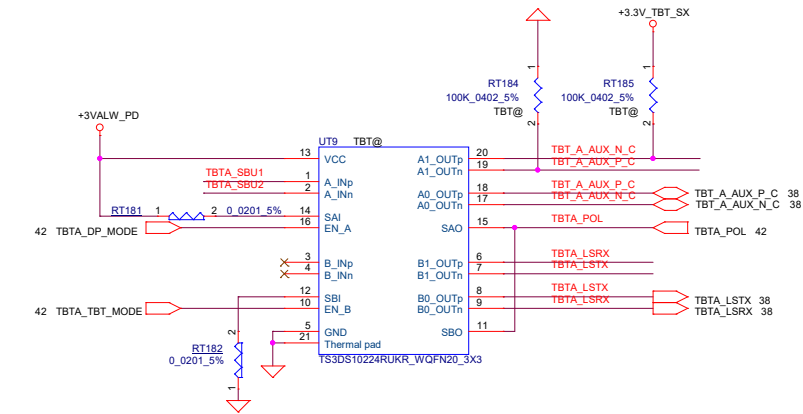 +3.3V_TBT_SX
1
1
RT184
RT185
100K_0402_5%
100K_0402_5%
TBT@
TBT@
2
2
+3VALW_PD
UT9 TBT@
13 VCC
A1_OUTp 20 TBT_A_AUX_N_C
A1_OUTn 19 TBT_A_AUX_P_C
TBTA_SBU1 1 A_INp
TBTA_SBU2 2 A_INn
A0_OUTp 18 TBT_A_AUX_P_C TBT_A_AUX_P_C 38
A0_OUTn 17 TBT_A_AUX_N_C TBT_A_AUX_N_C 38
RT181 1 2 0_0201_5% 14 SAI
42 TBTA_DP_MODE 16 EN_A
SAO 15 TBTA_POL TBTA_POL 42
3 B_INp
4 B_INn
B1_OUTp 6 TBTA_LSRX
B1_OUTn 7 TBTA_LSTX
12 SBI
42 TBTA_TBT_MODE 10 EN_B
B0_OUTp 8 TBTA_LSTX TBTA_LSTX 38
B0_OUTn 9 TBTA_LSRX TBTA_LSRX 38
5 GND
SBO 11
21 Thermal pad
2
RT182
0_0201_5%
1
TS3DS10224RUKR_WQFN20_3X3